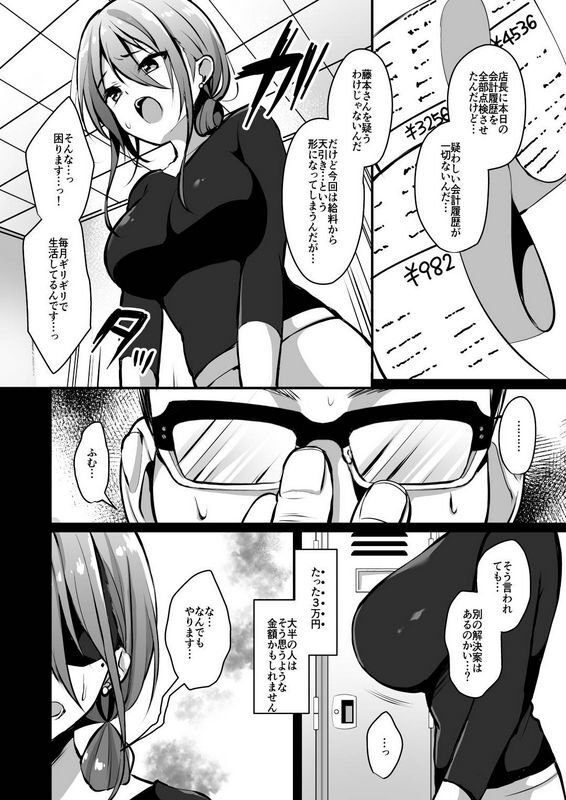 店長に本日の
会計履歴を
全部点検させ
たんだけど…
疑わしい会計履歴が
一切ないんだ…
¥4536
¥3256
¥982
藤本さんを疑う
わけじゃないんだ
だけど今回は給料から
天引き…という
形になってしまうんだが…
そんな…っ
困ります…っ！
毎月ギリギリで
生活してるんです…っ
ガタッ
………
ふむ…
そう言われ
ても…
別の解決案は
あるのかい…？
…っ
たった３万円
大半の人は
そう思うような
金額かもしれません
な…
なんでも
やります…